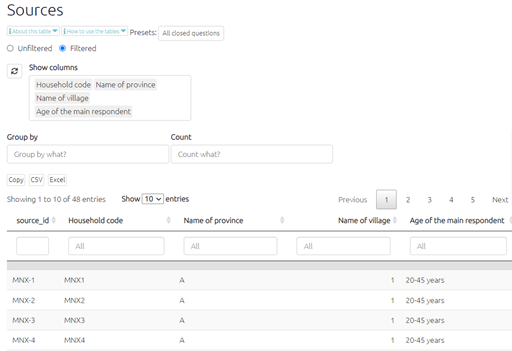 Sources
About this table How to use the tables Presets: All closed questions
Unfiltered Filtered
Show columns
Household code Name of province
Name of village
Age of the main respondent
Group by Count
Group by what? Count what?
Copy CSV Excel
Showing 1 to 10 of 48 entries Show 10 entries Previous 1 2 3 4 5 Next
source_id Household code Name of province Name of village Age of the main respondent
All All All All
MNX-1 MNX1 A 1 20-45 years
MNX-2 MNX2 A 1 20-45 years
MNX-3 MNX3 A 1 20-45 years
MNX-4 MNX4 A 1 20-45 years